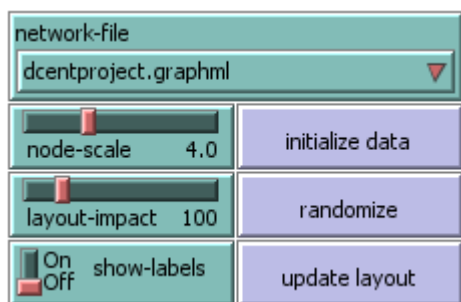 network-file
dcentproject.graphml
node-scale 4.0
initialize data
layout-impact 100
randomize
On
Off
show-labels
update layout